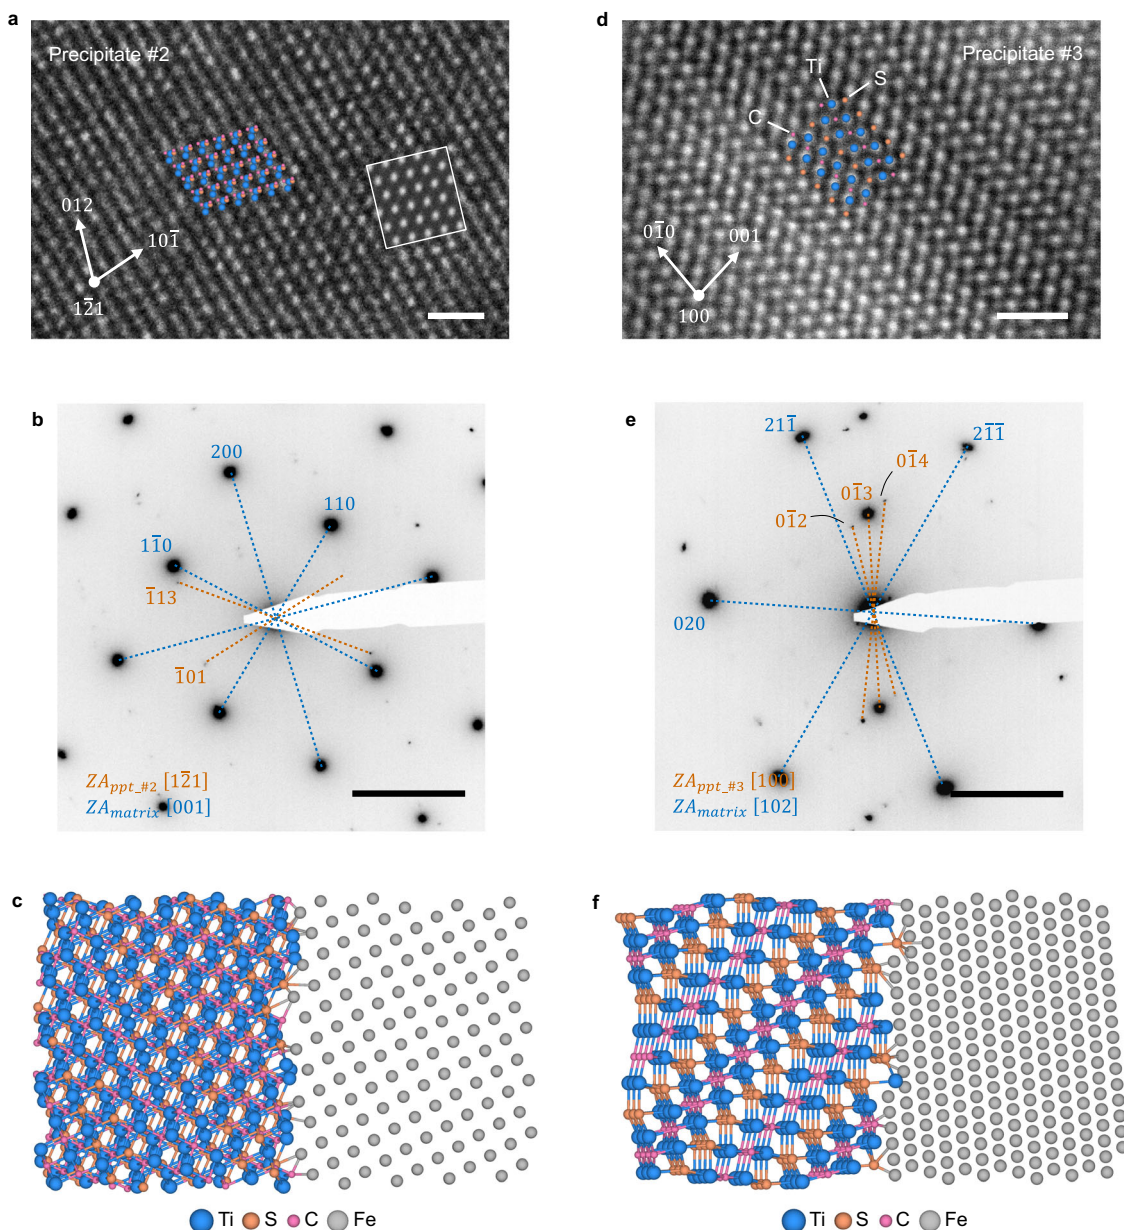 a
Precipitate #2
012
101̅
12̅1
d
Precipitate #3
Ti
S
C
01̅0
001
100
b
200
110
11̅0
1̅13
1̅01
ZA_ppt_#2 [12̅1]
ZA_matrix [001]
e
211̅
21̅1̅
01̅4
01̅3
01̅2
020
ZA_ppt_#3 [100]
ZA_matrix [102]
c
Ti S C Fe
f
Ti S C Fe